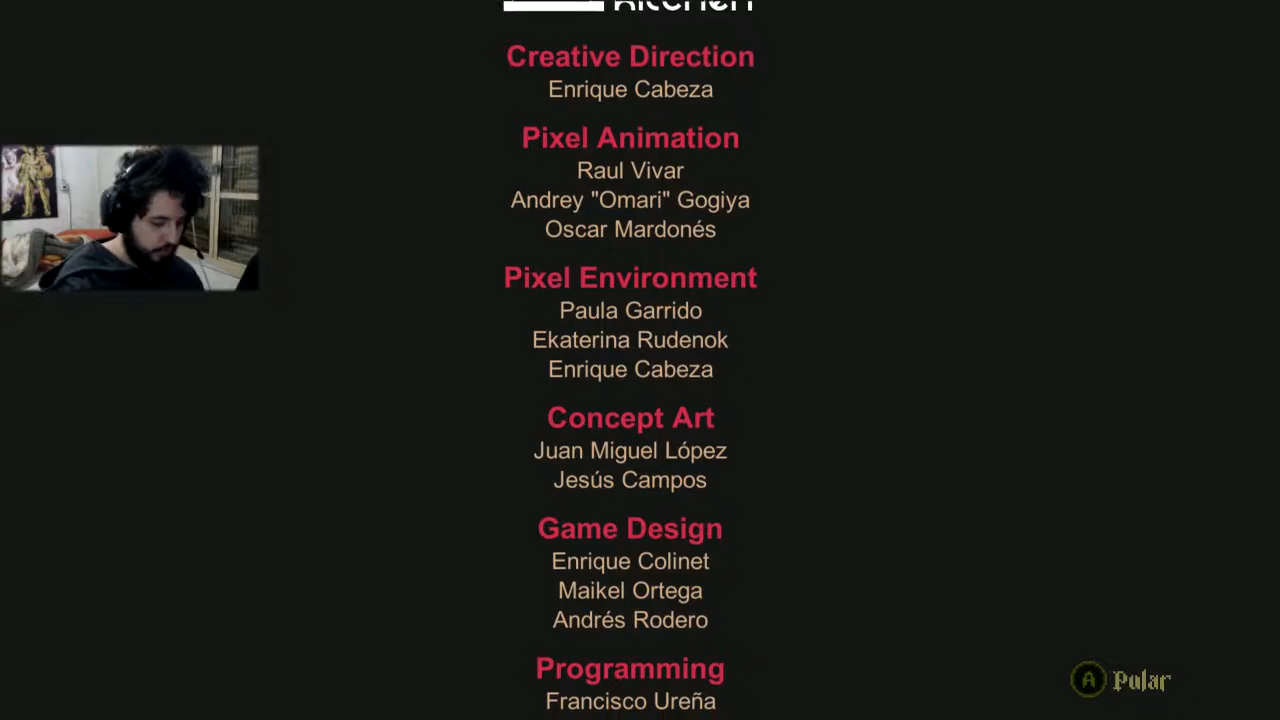 Kitchen
Creative Direction
Enrique Cabeza
Pixel Animation
Raul Vivar
Andrey "Omari" Gogiya
Oscar Mardonés
Pixel Environment
Paula Garrido
Ekaterina Rudenok
Enrique Cabeza
Concept Art
Juan Miguel López
Jesús Campos
Game Design
Enrique Colinet
Maikel Ortega
Andrés Rodero
Programming
Francisco Ureña
A Pular